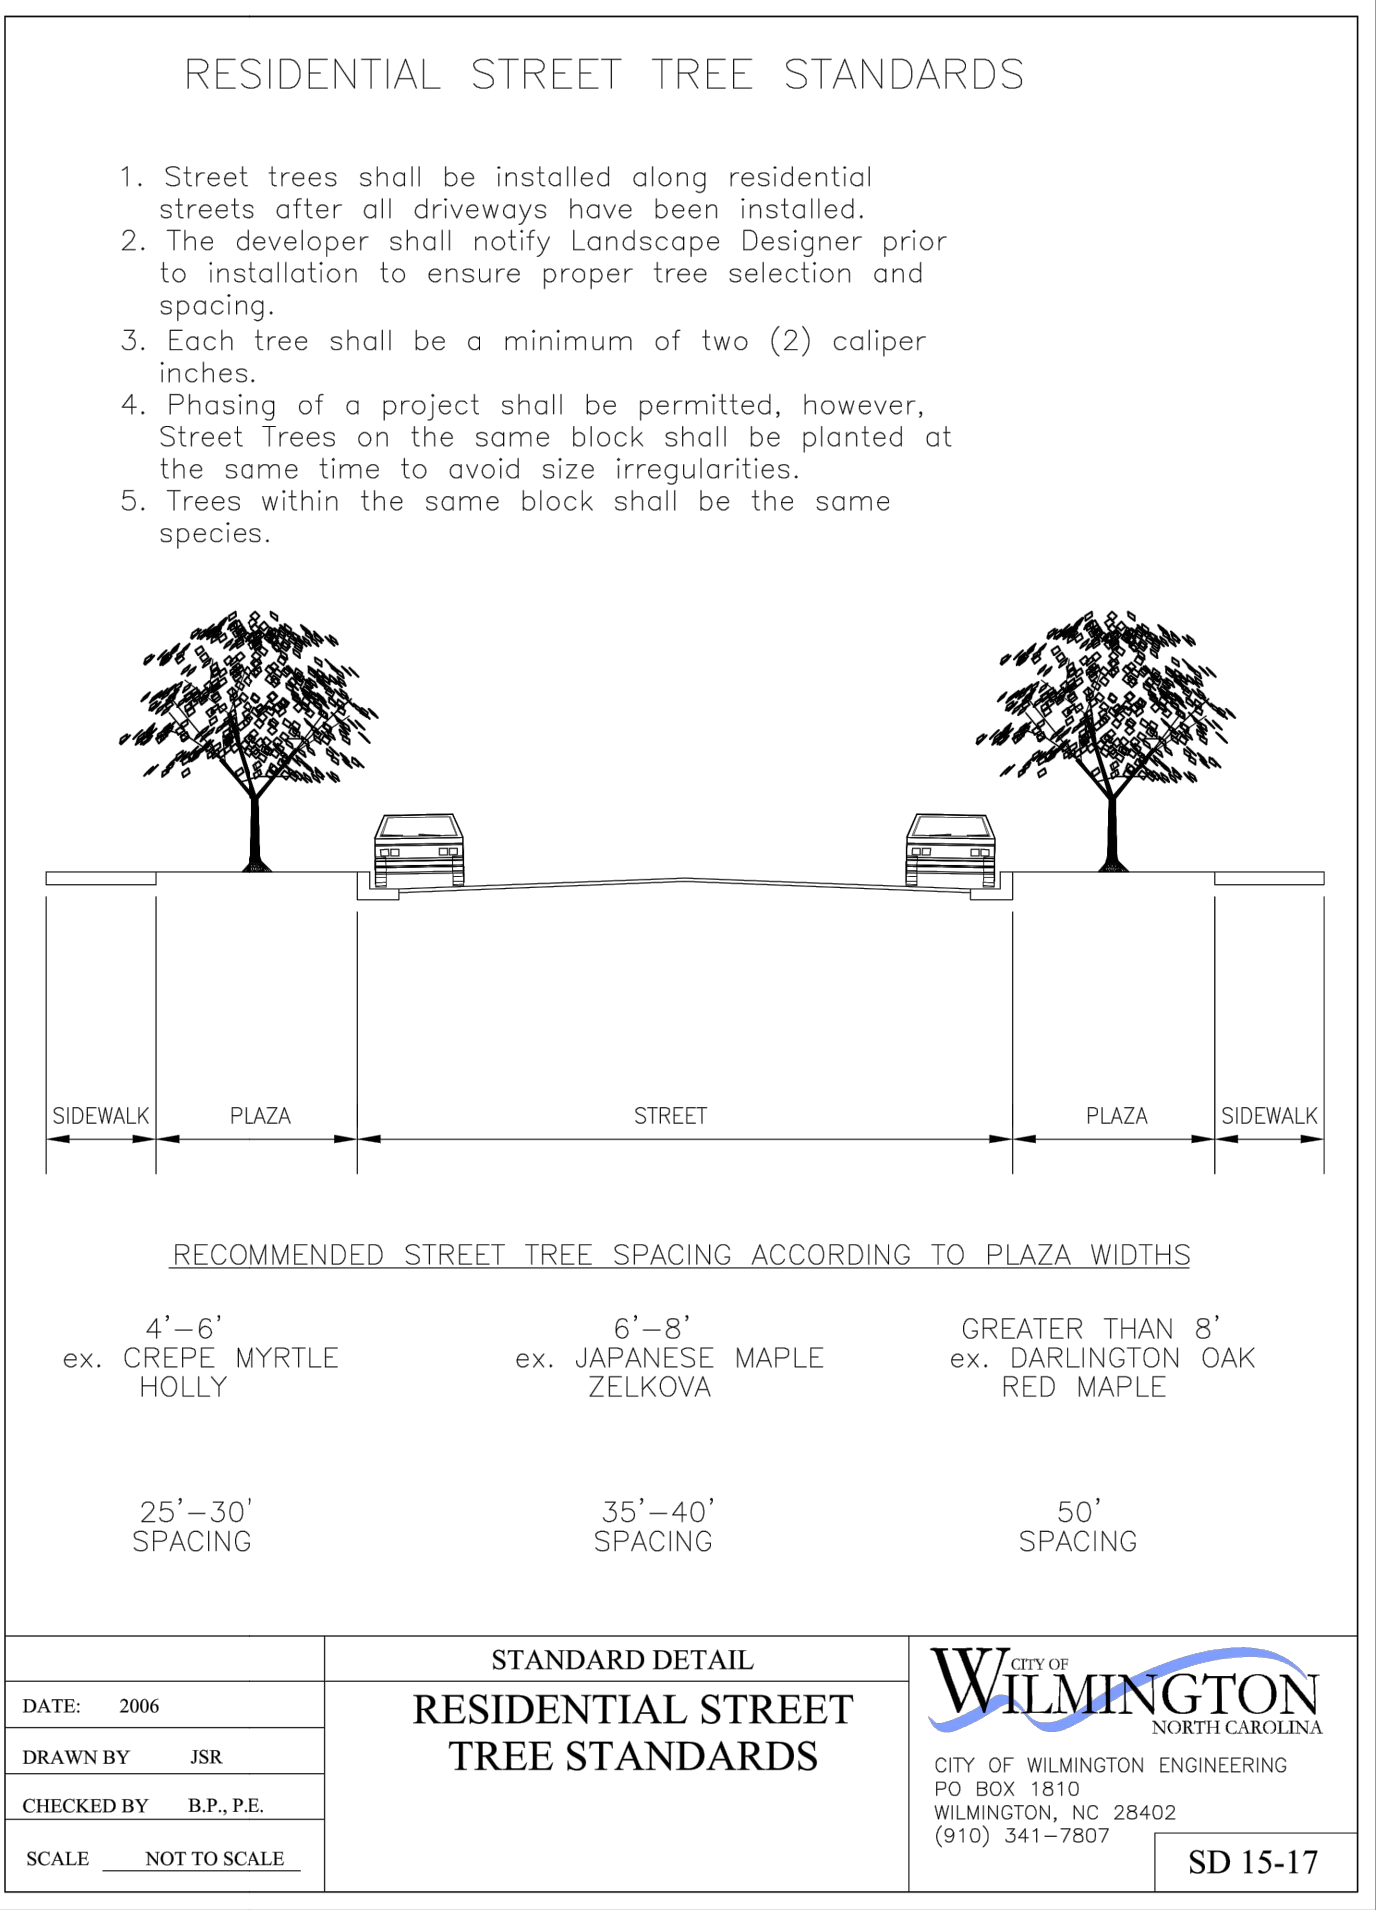 RESIDENTIAL STREET TREE STANDARDS
1. Street trees shall be installed along residential
streets after all driveways have been installed.
2. The developer shall notify Landscape Designer prior
to installation to ensure proper tree selection and
spacing.
3. Each tree shall be a minimum of two (2) caliper
inches.
4. Phasing of a project shall be permitted, however,
Street Trees on the same block shall be planted at
the same time to avoid size irregularities.
5. Trees within the same block shall be the same
species.
SIDEWALK PLAZA STREET PLAZA SIDEWALK
RECOMMENDED STREET TREE SPACING ACCORDING TO PLAZA WIDTHS
4'-6'
ex. CREPE MYRTLE
HOLLY
25'-30'
SPACING
6'-8'
ex. JAPANESE MAPLE
ZELKOVA
35'-40'
SPACING
GREATER THAN 8'
ex. DARLINGTON OAK
RED MAPLE
50'
SPACING
DATE: 2006
DRAWN BY JSR
CHECKED BY B.P., P.E.
SCALE NOT TO SCALE
STANDARD DETAIL
RESIDENTIAL STREET
TREE STANDARDS
CITY OF
WILMINGTON
NORTH CAROLINA
CITY OF WILMINGTON ENGINEERING
PO BOX 1810
WILMINGTON, NC 28402
(910) 341-7807
SD 15-17